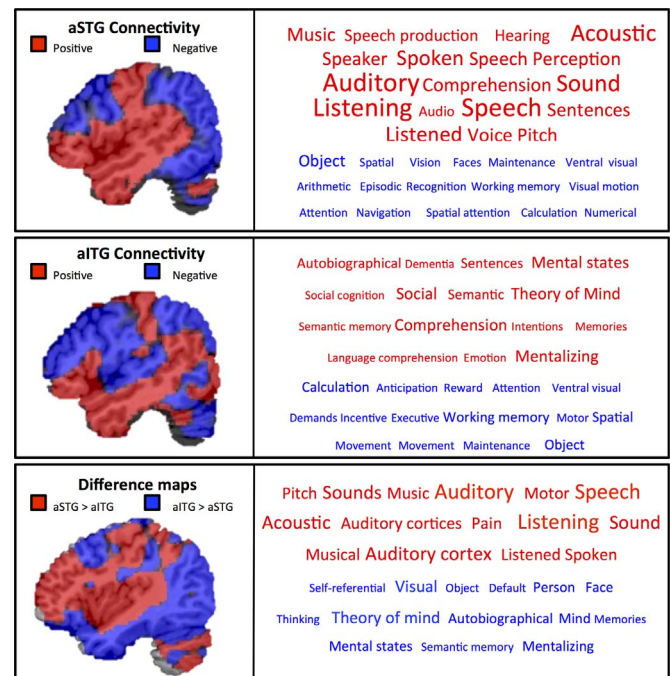 aSTG Connectivity
Positive Negative
Music Speech production Hearing Acoustic
Speaker Spoken Speech Perception
Auditory Comprehension Sound
Listening Audio Speech Sentences
Listened Voice Pitch
Object Spatial Vision Faces Maintenance Ventral visual
Arithmetic Episodic Recognition Working memory Visual motion
Attention Navigation Spatial attention Calculation Numerical
aITG Connectivity
Positive Negative
Autobiographical Dementia Sentences Mental states
Social cognition Social Semantic Theory of Mind
Semantic memory Comprehension Intentions Memories
Language comprehension Emotion Mentalizing
Calculation Anticipation Reward Attention Ventral visual
Demands Incentive Executive Working memory Motor Spatial
Movement Movement Maintenance Object
Difference maps
aSTG > aITG aITG > aSTG
Pitch Sounds Music Auditory Motor Speech
Acoustic Auditory cortices Pain Listening Sound
Musical Auditory cortex Listened Spoken
Self-referential Visual Object Default Person Face
Thinking Theory of mind Autobiographical Mind Memories
Mental states Semantic memory Mentalizing